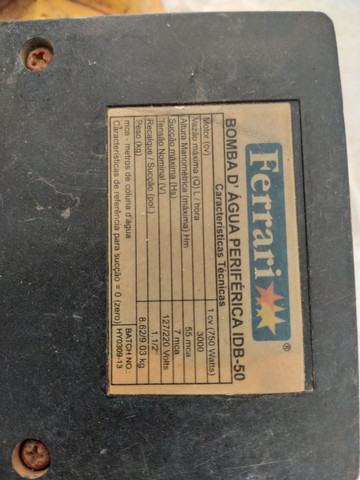 Ferrari ®
BOMBA D' ÁGUA PERIFÉRICA IDB-50
Características Técnicas
Motor (cv) 1 cv (750 Watts)
Vazão máxima (Q) L / hora 3000
Altura Manométrica (máxima) Hm 55 mca
Sucção máxima (Hs) 7 mca
Tensão Nominal (V) 127/220 Volts
Recalque / Sucção (pol.) 1.1/2"
Peso (kg) 8.62/9.03 kg
mca - metros de coluna d'água BATCH NO.:
Características de referência para sucção = 0 (zero) HY0309-13